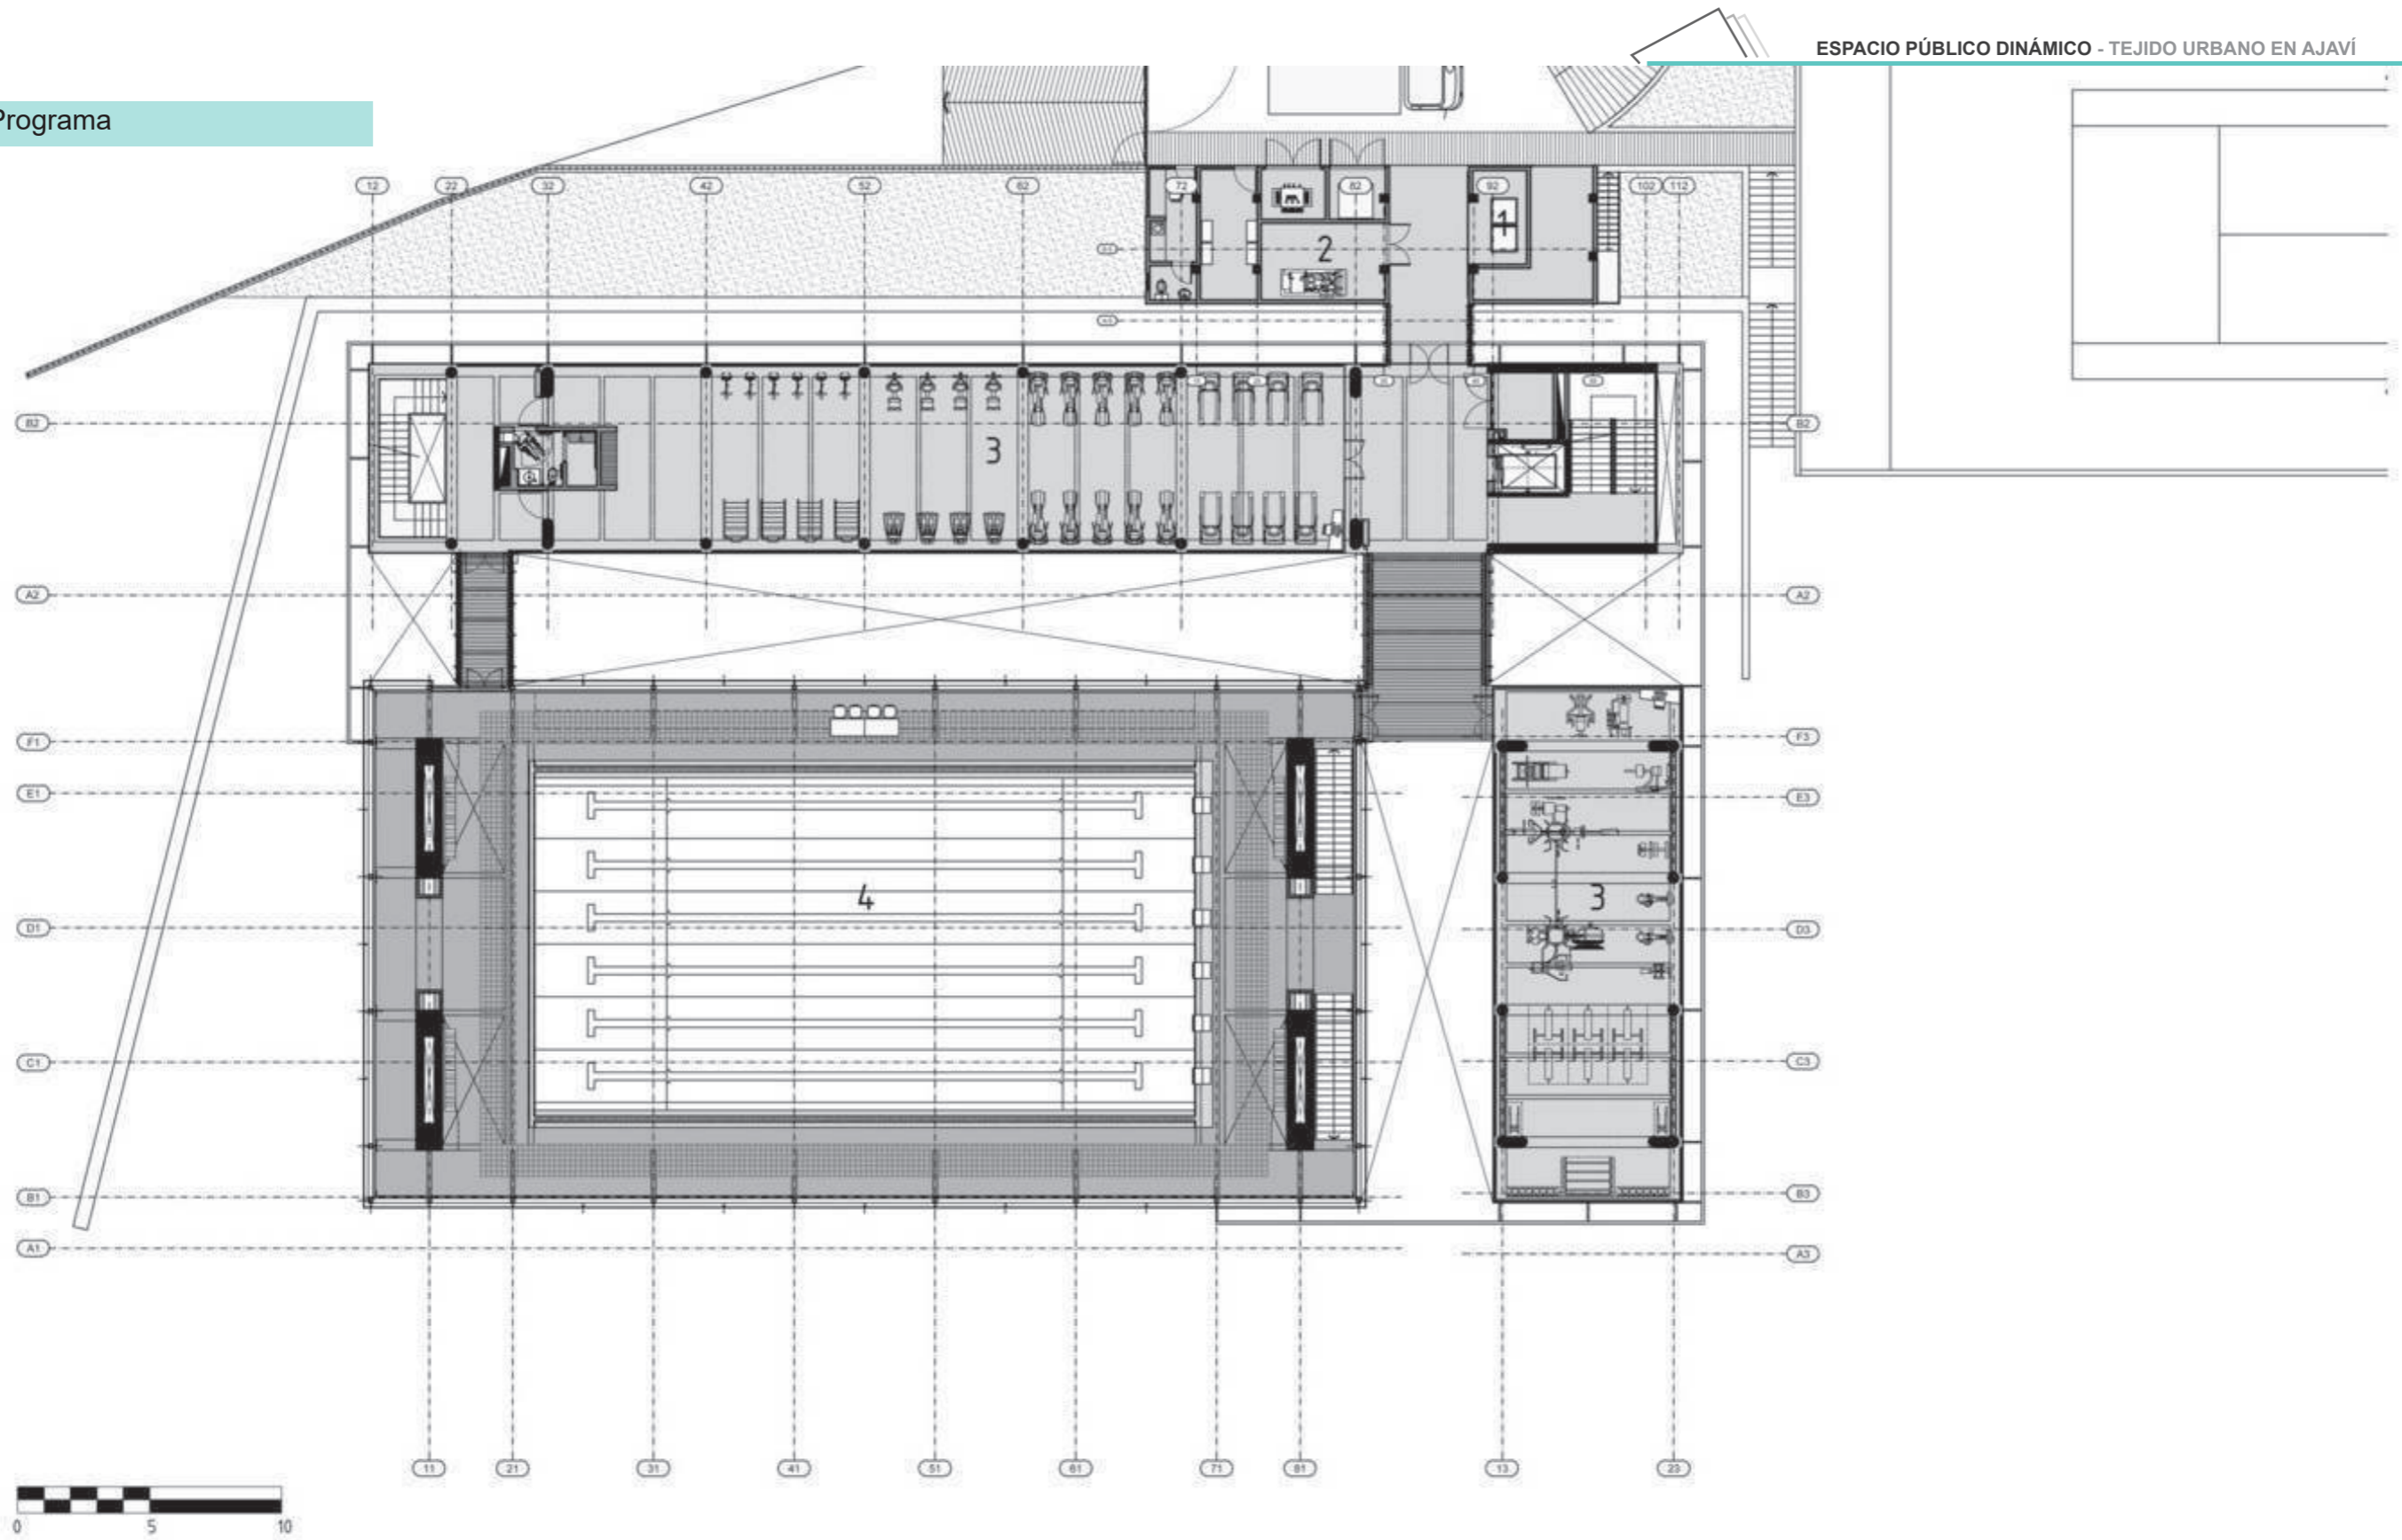 ESPACIO PÚBLICO DINÁMICO - TEJIDO URBANO EN AJAVÍ
Programa
12 22 32 42 52 62 72 82 92 102 112
1
2
B2 B2
3
A2 A2
F1 F3
E1 E3
4 3
D1 D3
C1 C3
B1 B3
A1 A3
11 21 31 41 51 61 71 81 13 23
0 5 10